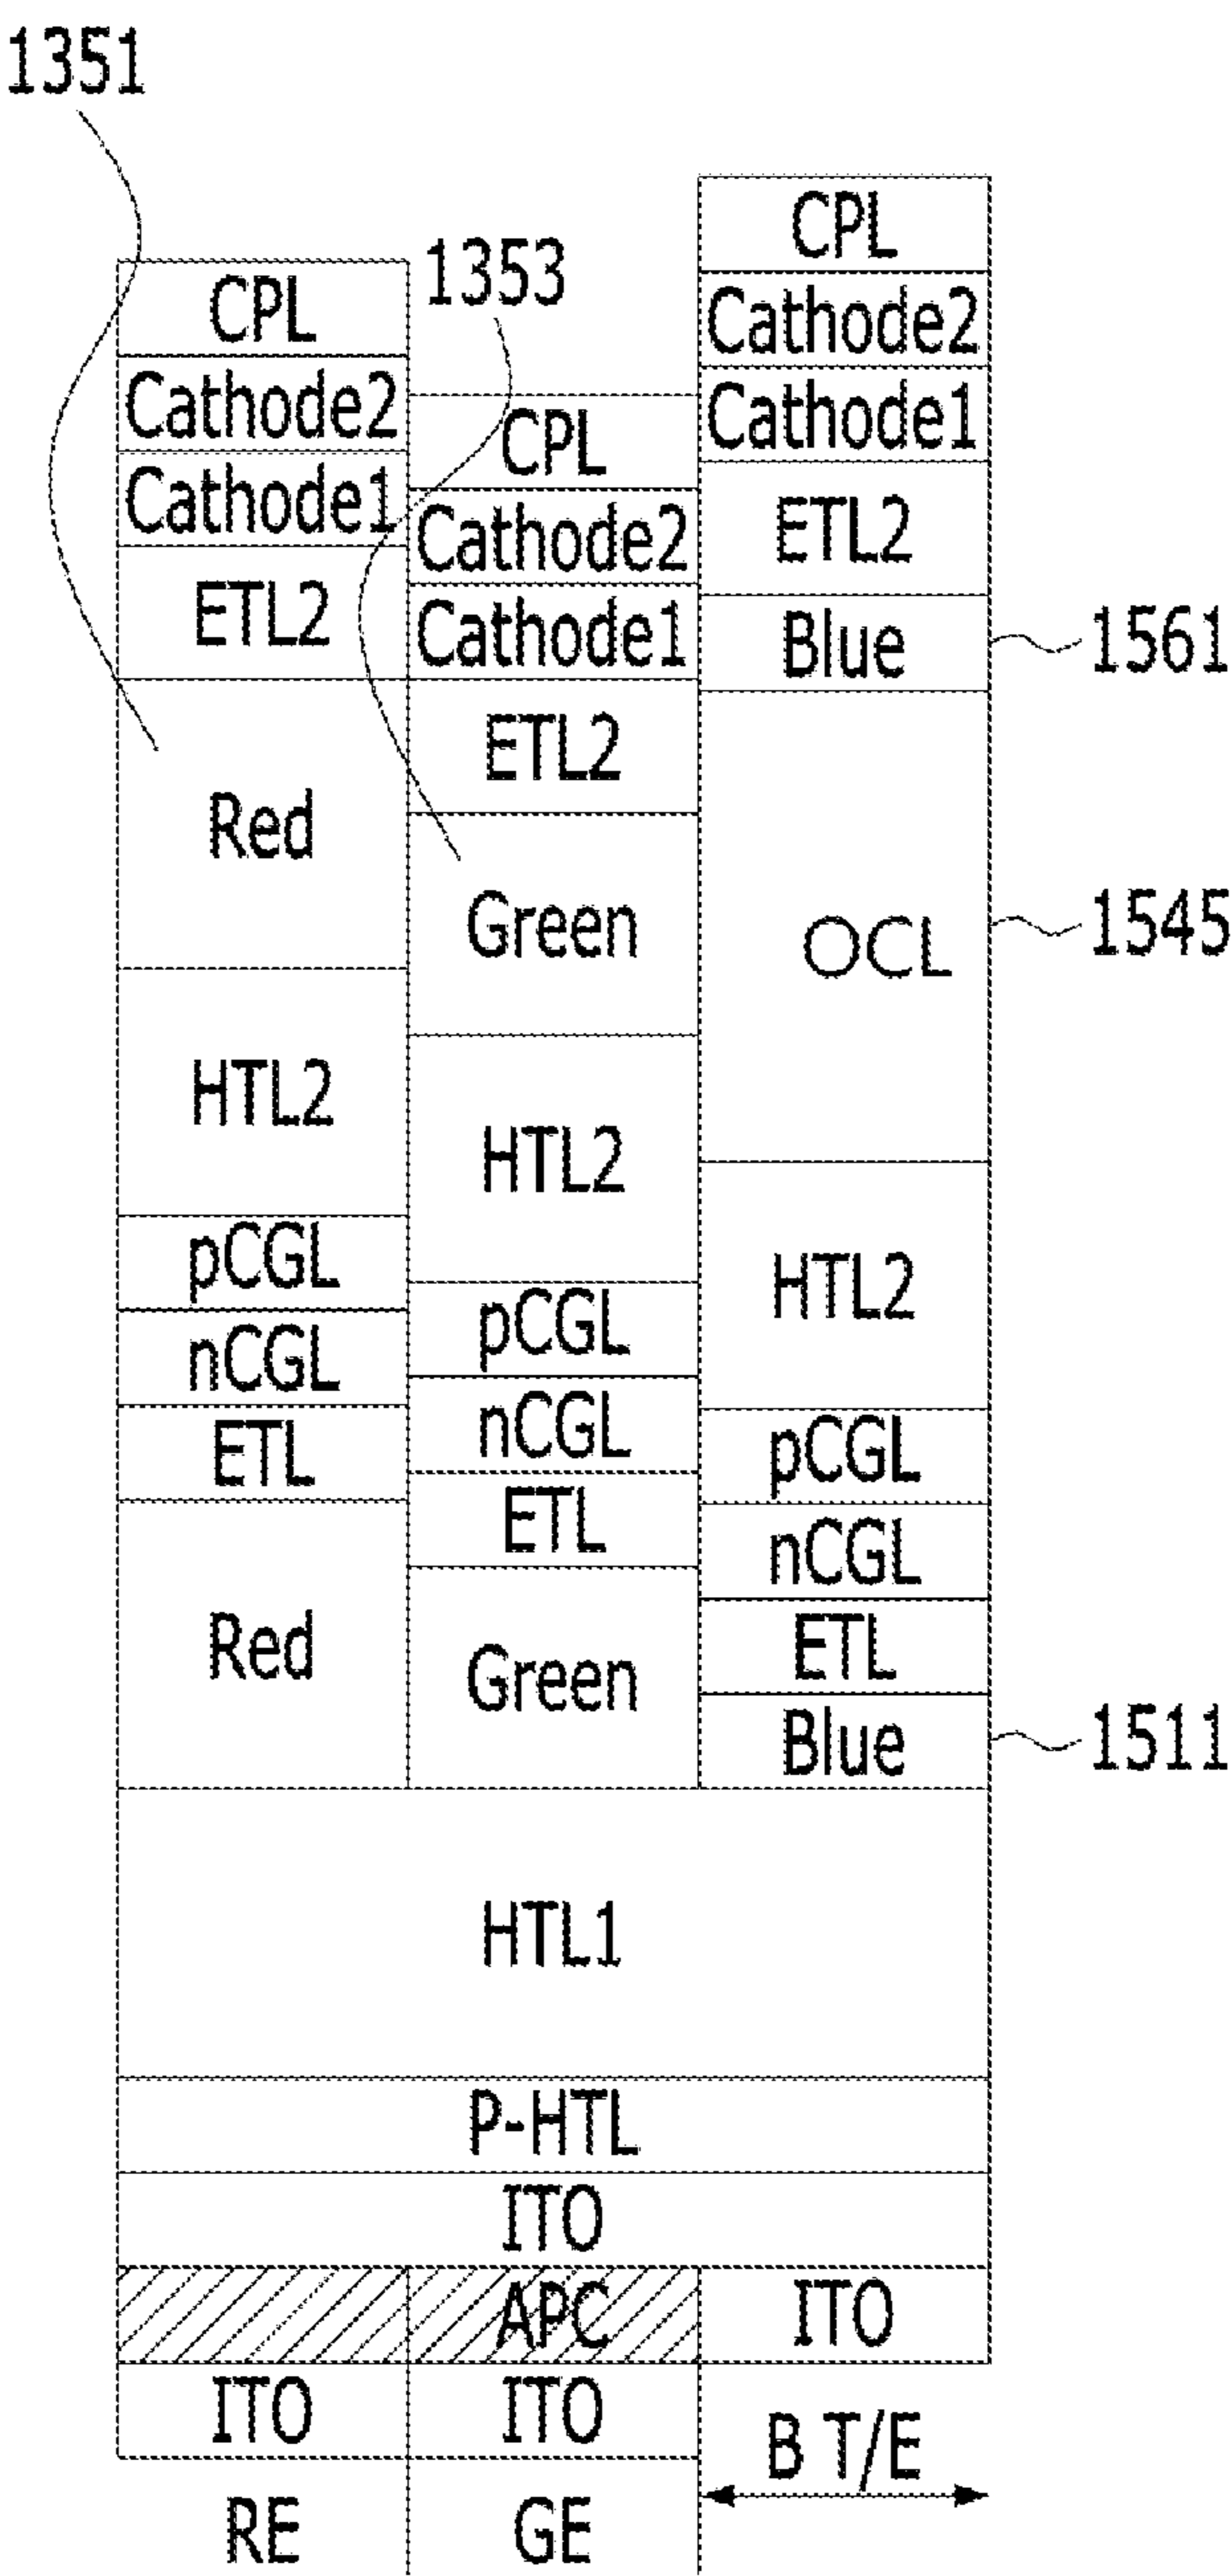 1351
CPL
1353
CPL
Cathode2
Cathode2
CPL
Cathode1
Cathode1
Cathode2
ETL2
ETL2
Cathode1
Blue
1561
Red
ETL2
Green
OCL
1545
HTL2
HTL2
HTL2
pCGL
pCGL
nCGL
nCGL
pCGL
ETL
ETL
nCGL
Red
Green
ETL
Blue
1511
HTL1
P-HTL
ITO
APC
ITO
ITO
ITO
B T/E
RE
GE